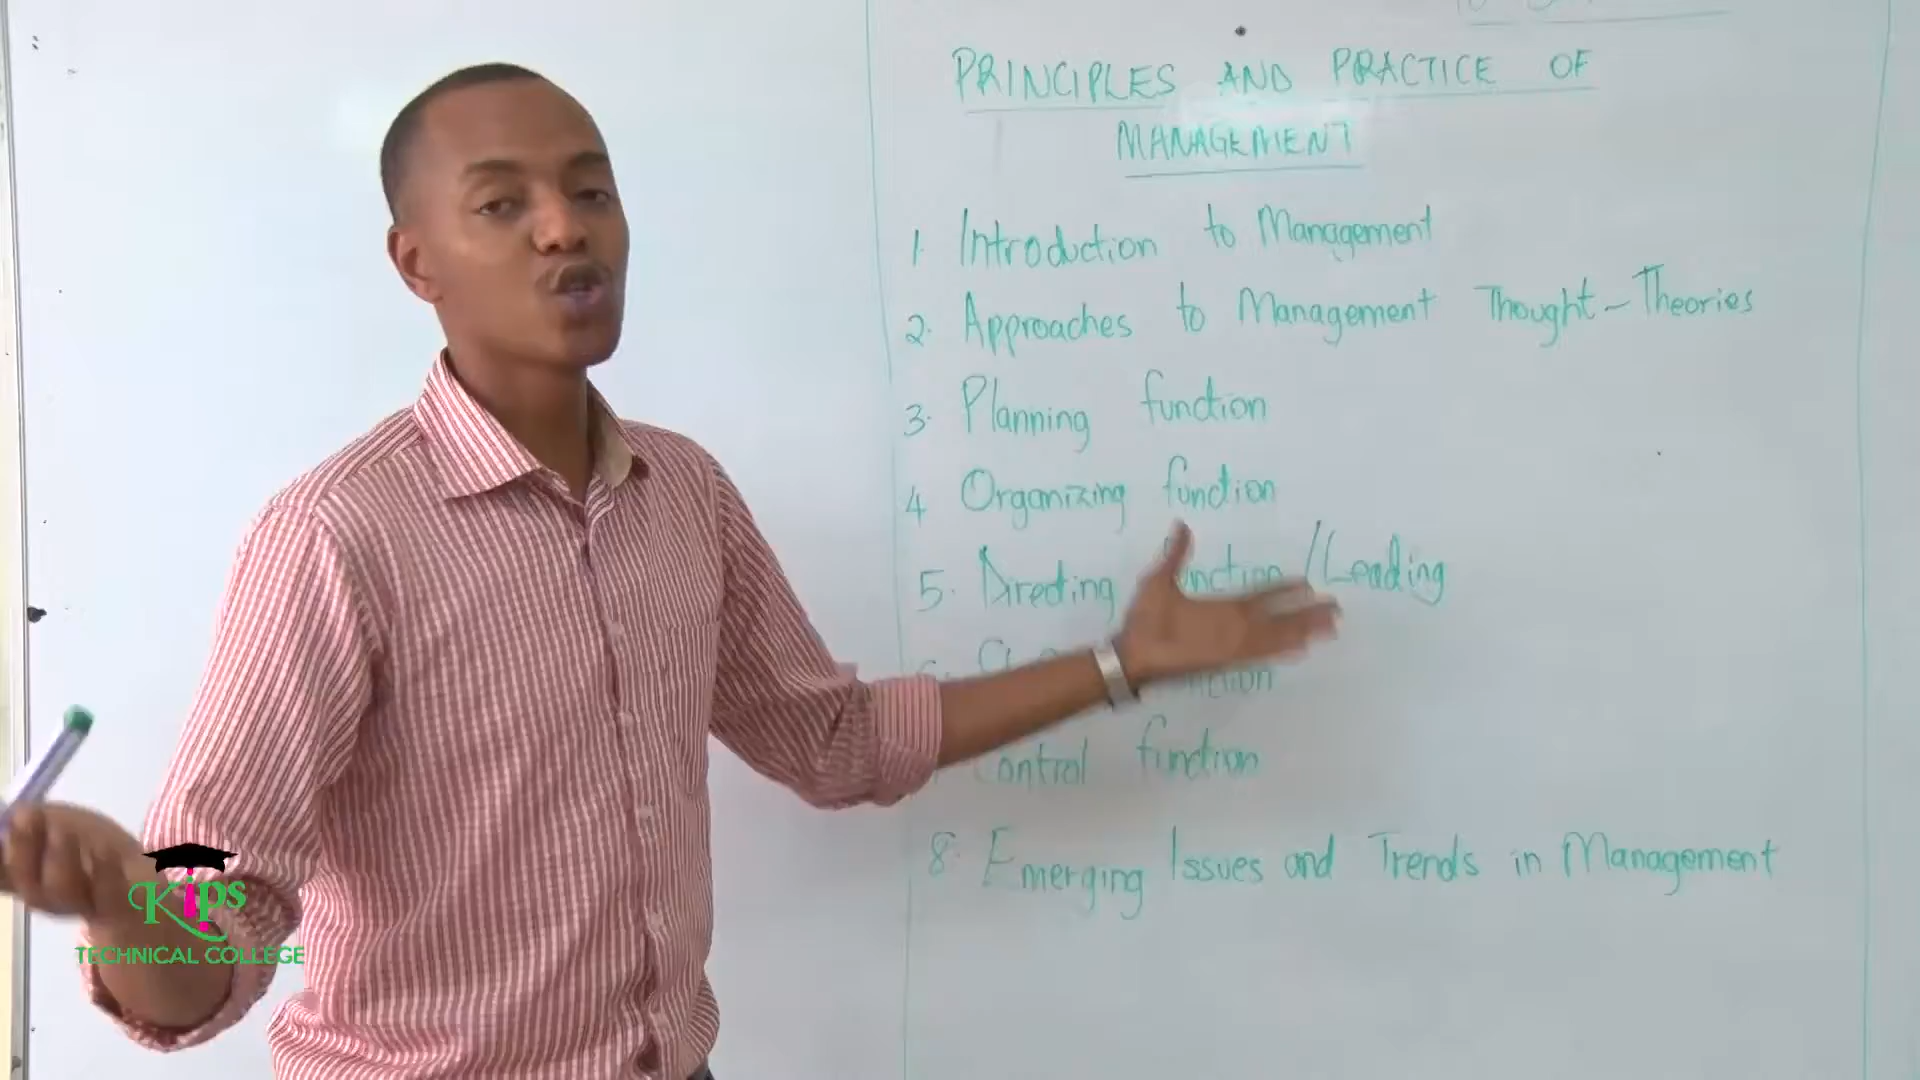 PRINCIPLES AND PRACTICE OF
MANAGEMENT
1. Introduction to Management
2. Approaches to Management Thought - Theories
3. Planning function
4 Organizing function
5. Directing function/Leading
Control function
8. Emerging Issues and Trends in Management
Kips
TECHNICAL COLLEGE